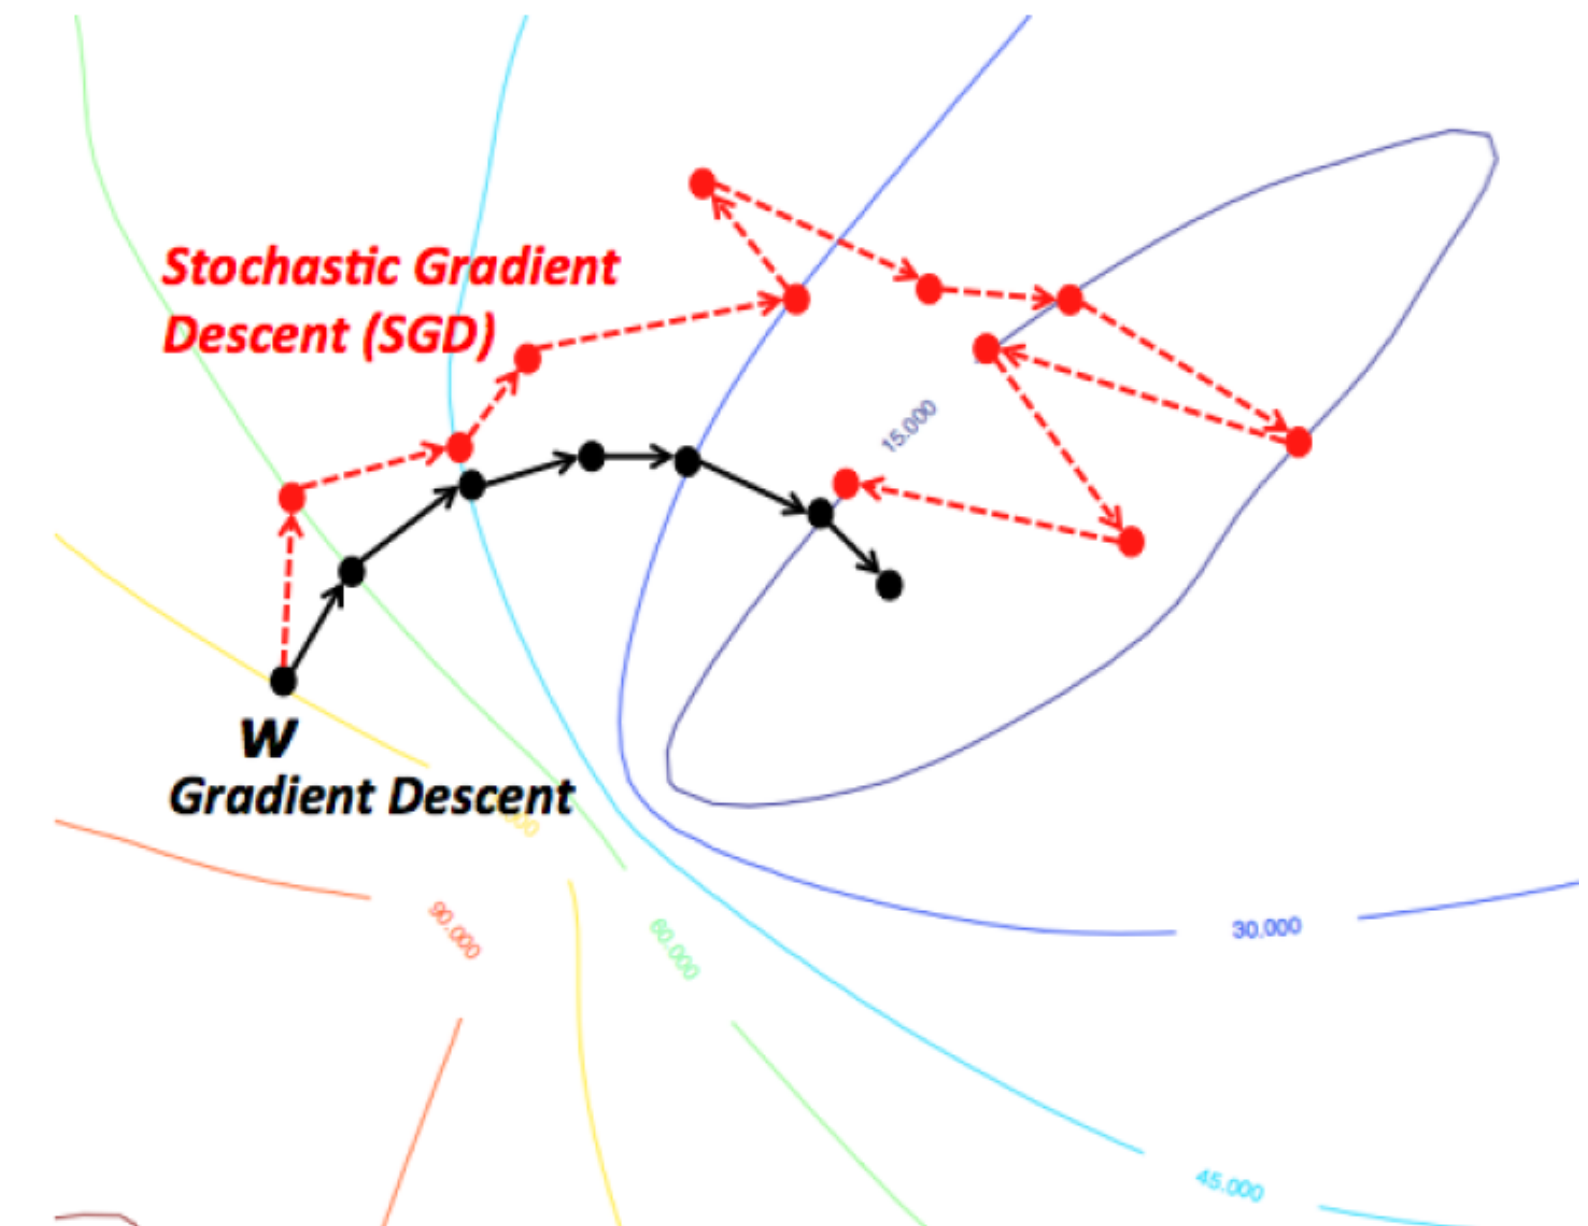 Stochastic Gradient
Descent (SGD)
15.000
W
Gradient Descent
90.000
60.000
30.000
45.000